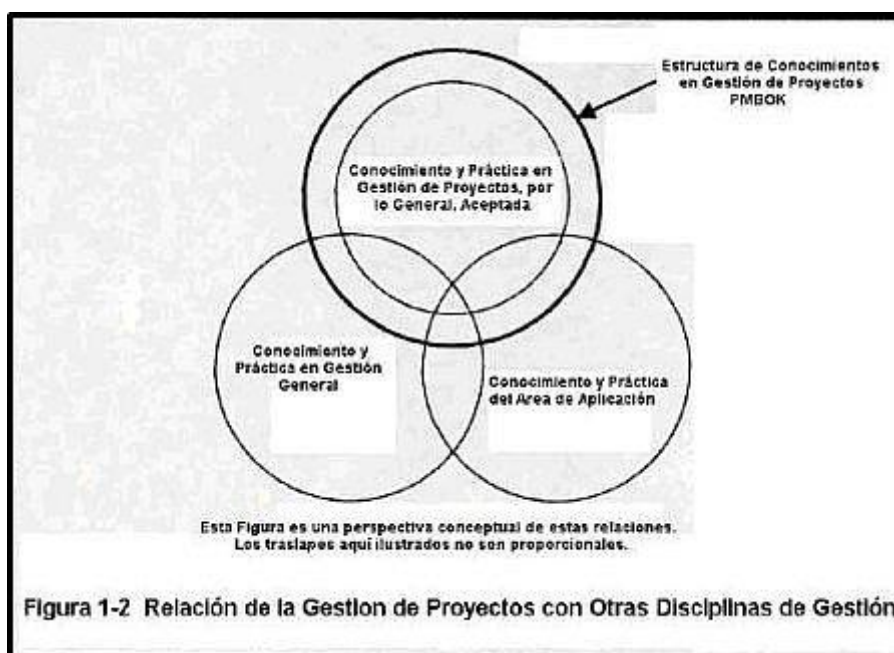 Estructura de Conocimientos
en Gestión de Proyectos
PMBOK
Conocimiento y Práctica en
Gestión de Proyectos, por
lo General, Aceptada
Conocimiento y
Práctica en Gestión
General
Conocimiento y Práctica
del Area de Aplicación
Esta Figura es una perspectiva conceptual de estas relaciones.
Los traslapes aquí ilustrados no son proporcionales.
Figura 1-2 Relación de la Gestion de Proyectos con Otras Disciplinas de Gestión